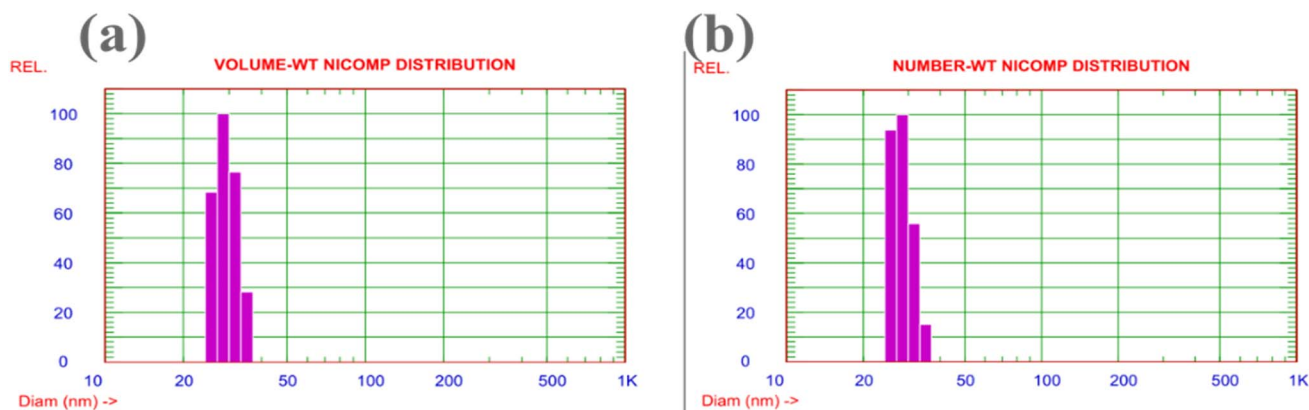 (a)
REL.
VOLUME-WT NICOMP DISTRIBUTION
100
80
60
40
20
0
10 20 50 100 200 500 1K
Diam (nm) ->
(b)
REL.
NUMBER-WT NICOMP DISTRIBUTION
100
80
60
40
20
0
10 20 50 100 200 500 1K
Diam (nm) ->